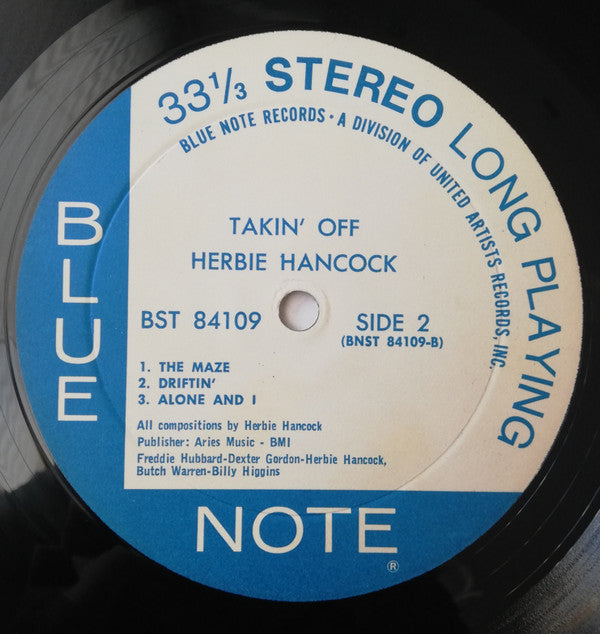 33⅓ STEREO LONG PLAYING
BLUE NOTE RECORDS · A DIVISION OF UNITED ARTISTS RECORDS, INC.
TAKIN' OFF
HERBIE HANCOCK
BST 84109
SIDE 2
(BNST 84109-B)
1. THE MAZE
2. DRIFTIN'
3. ALONE AND I
All compositions by Herbie Hancock
Publisher: Aries Music - BMI
Freddie Hubbard-Dexter Gordon-Herbie Hancock,
Butch Warren-Billy Higgins
BLUE
NOTE
®